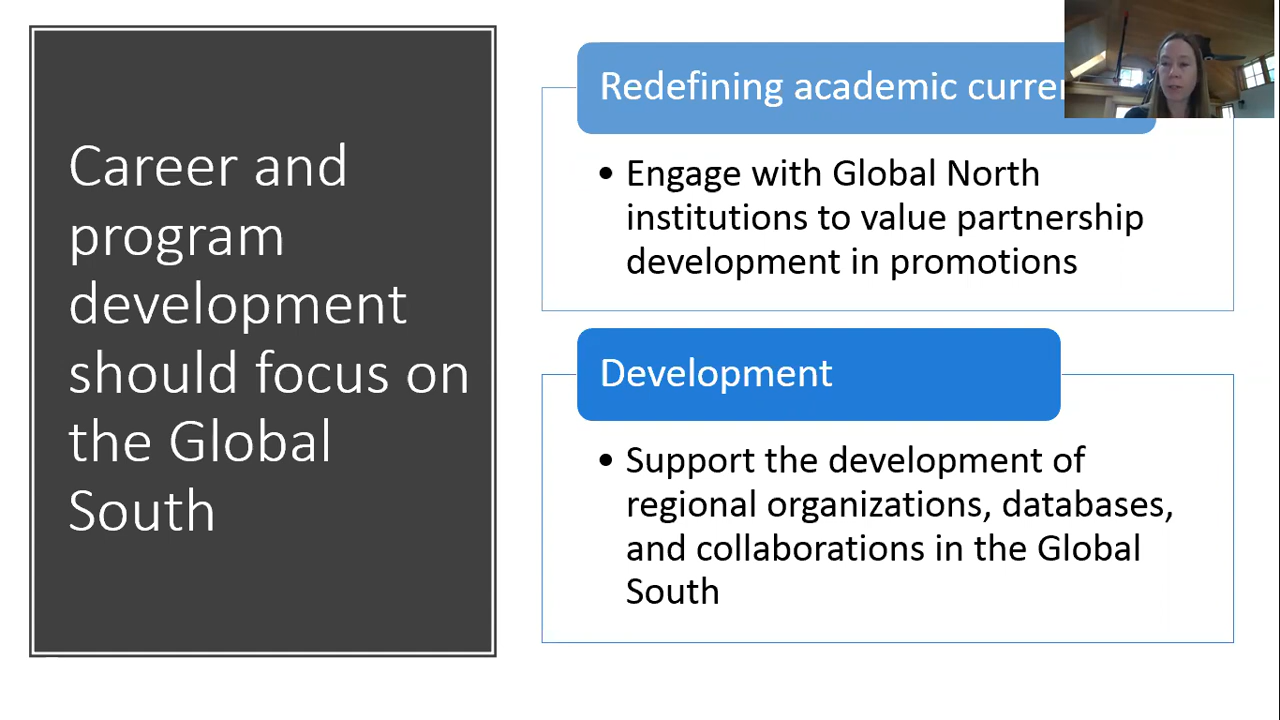 Career and
program
development
should focus on
the Global
South
Redefining academic
• Engage with Global North
institutions to value partnership
development in promotions
Development
• Support the development of
regional organizations, databases,
and collaborations in the Global
South